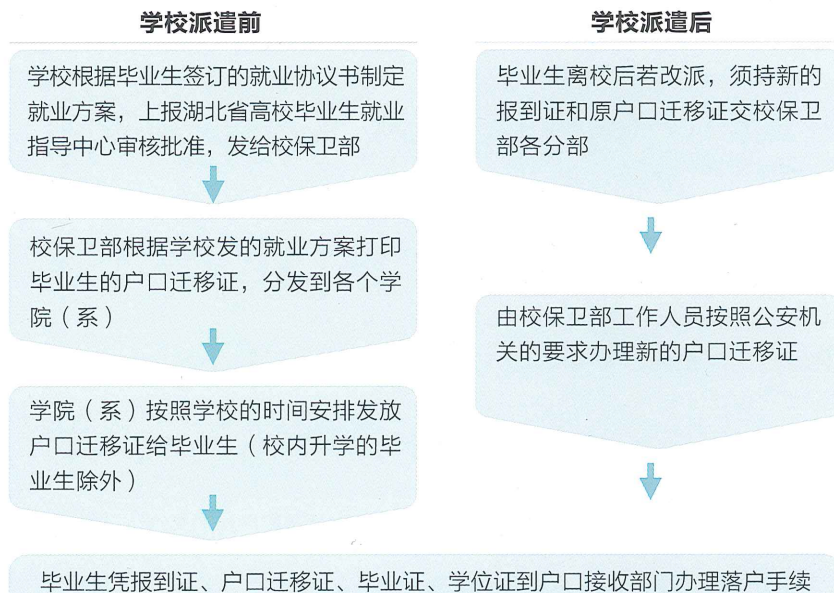 学校派遣前
学校根据毕业生签订的就业协议书制定
就业方案，上报湖北省高校毕业生就业
指导中心审核批准，发给校保卫部
校保卫部根据学校发的就业方案打印
毕业生的户口迁移证，分发到各个学
院（系）
学院（系）按照学校的时间安排发放
户口迁移证给毕业生（校内升学的毕
业生除外）
学校派遣后
毕业生离校后若改派，须持新的
报到证和原户口迁移证交校保卫
部各分部
由校保卫部工作人员按照公安机
关的要求办理新的户口迁移证
毕业生凭报到证、户口迁移证、毕业证、学位证到户口接收部门办理落户手续